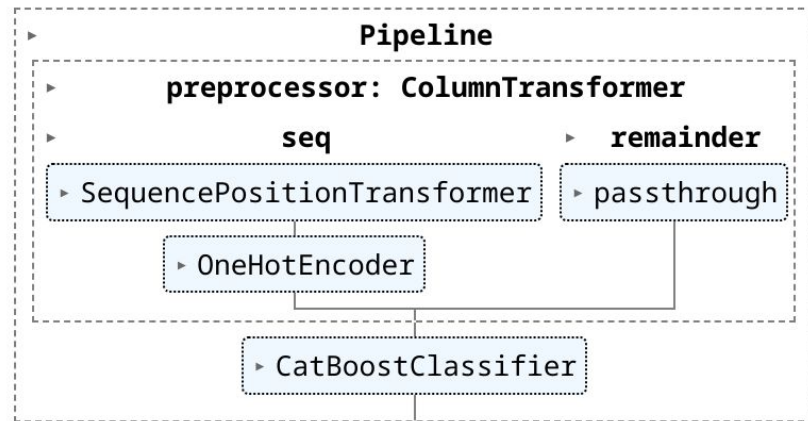 Pipeline
preprocessor: ColumnTransformer
seq
remainder
SequencePositionTransformer
passthrough
OneHotEncoder
CatBoostClassifier